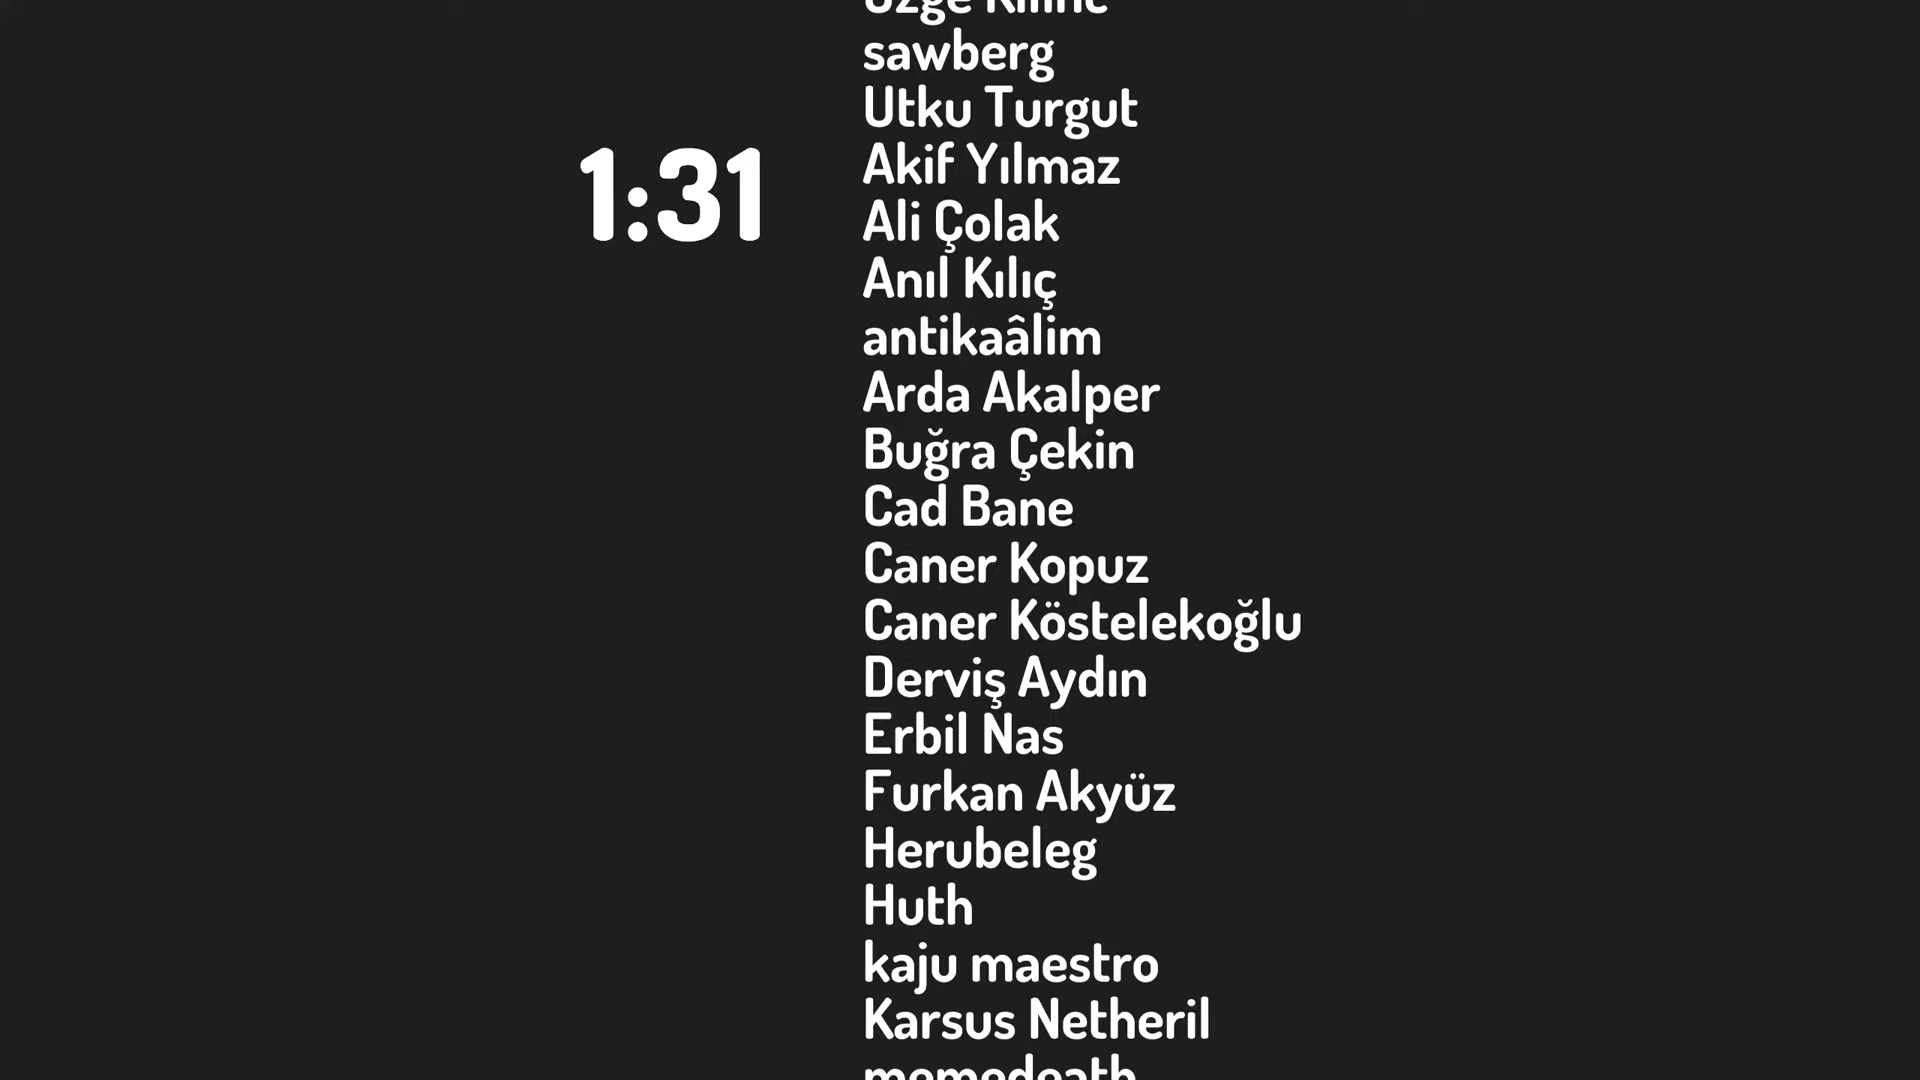 sawberg
Utku Turgut
1:31
Akif Yılmaz
Ali Çolak
Anıl Kılıç
antikaâlim
Arda Akalper
Buğra Çekin
Cad Bane
Caner Kopuz
Caner Köstelekoğlu
Derviş Aydın
Erbil Nas
Furkan Akyüz
Herubeleg
Huth
kaju maestro
Karsus Netheril
memedeath